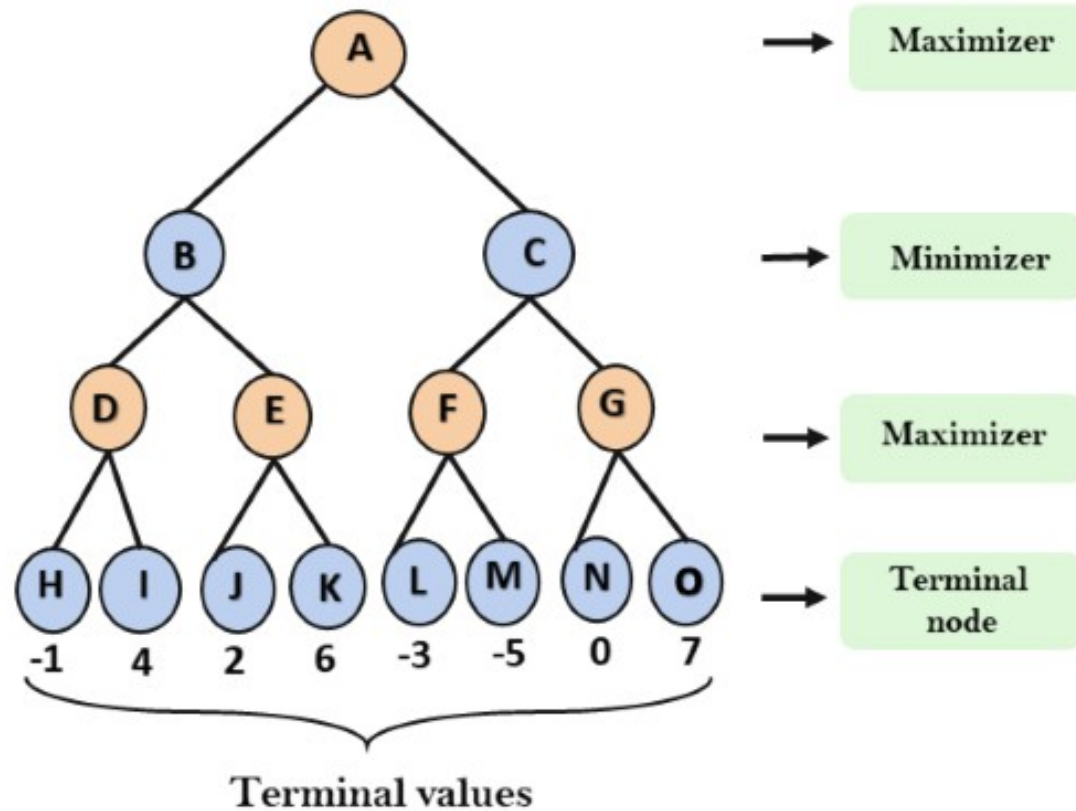 A
Maximizer
B
C
Minimizer
D
E
F
G
Maximizer
H
I
J
K
L
M
N
O
Terminal
node
-1
4
2
6
-3
-5
0
7
Terminal values